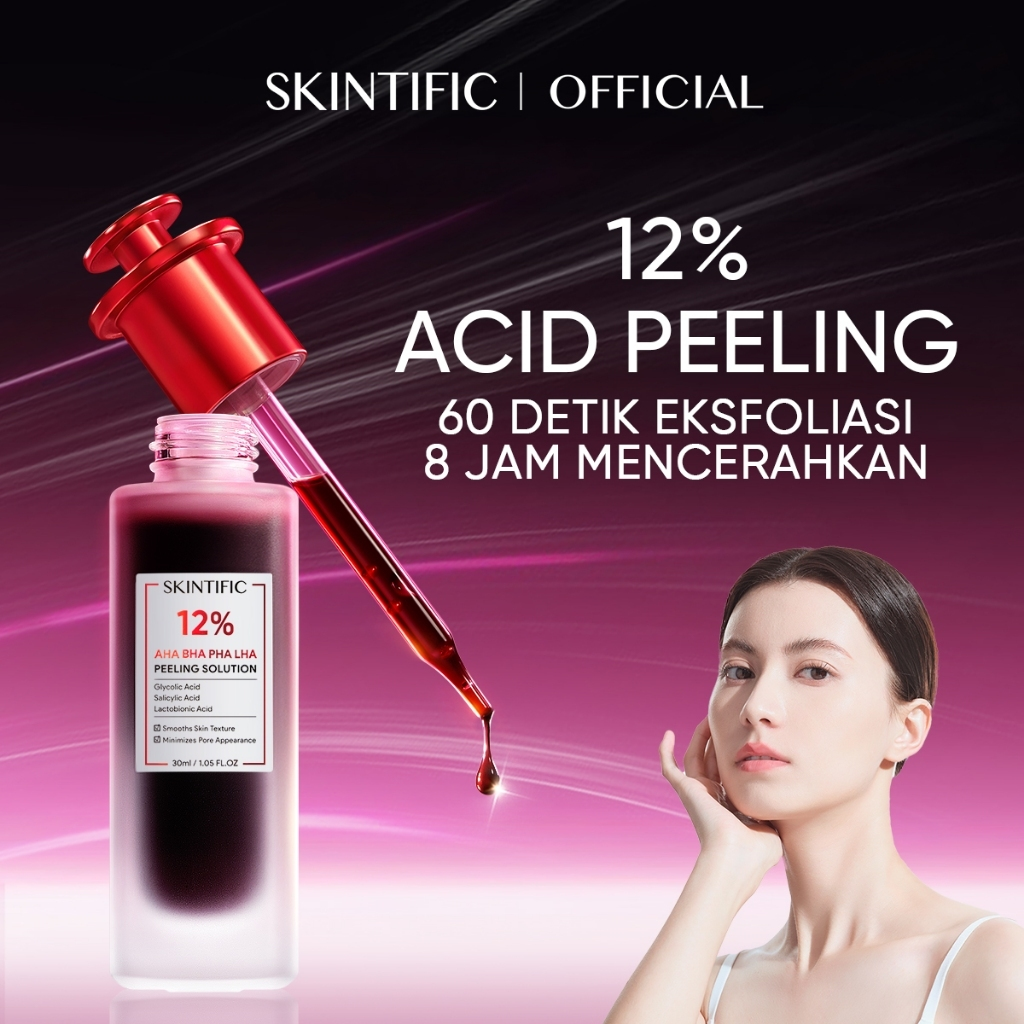 SKINTIFIC | OFFICIAL
12%
ACID PEELING
60 DETIK EKSFOLIASI
8 JAM MENCERAHKAN
SKINTIFIC
12%
AHA BHA PHA LHA
PEELING SOLUTION
Glycolic Acid
Salicylic Acid
Lactobionic Acid
Smooths Skin Texture
Minimizes Pore Appearance
30ml / 1.05 FL.OZ